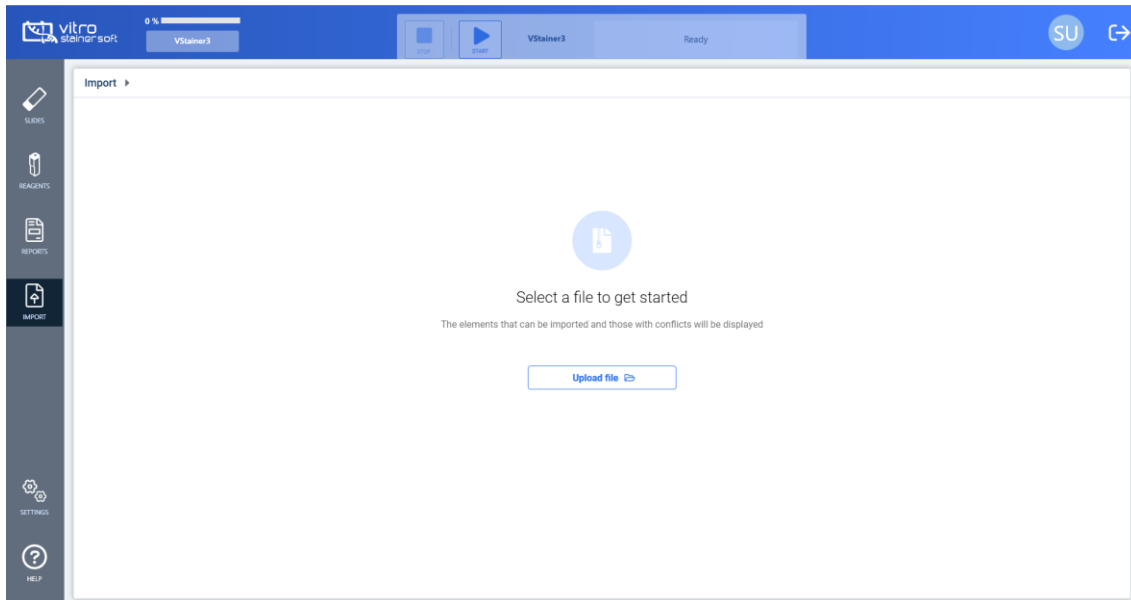 vitro
stainer soft
0 %
VStainer3
STOP
START
VStainer3
Ready
SU
SLIDES
REAGENTS
REPORTS
IMPORT
SETTINGS
HELP
Import
Select a file to get started
The elements that can be imported and those with conflicts will be displayed
Upload file